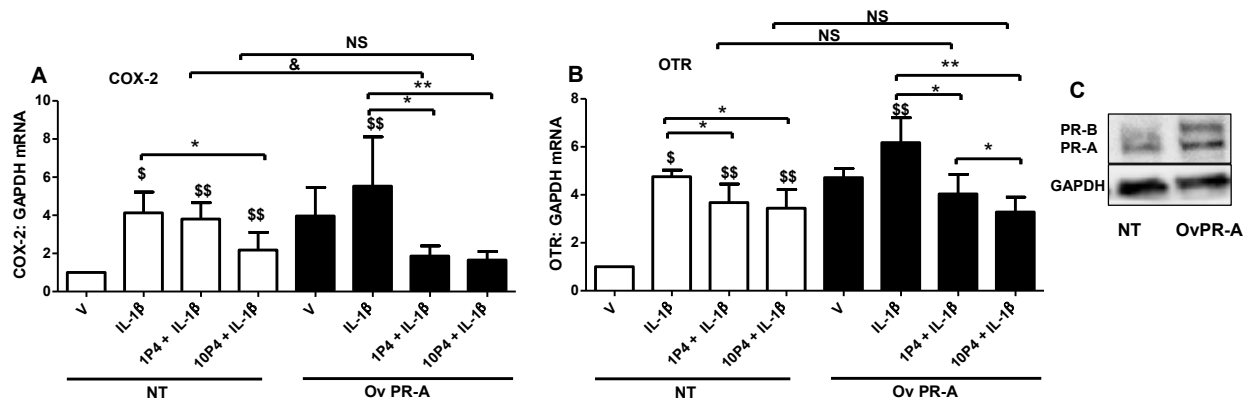 A
COX-2
NS
&
**
*
*
$
$$
$$
$$
COX-2: GAPDH mRNA
10
8
6
4
2
0
V
IL-1β
1P4 + IL-1β
10P4 + IL-1β
V
IL-1β
1P4 + IL-1β
10P4 + IL-1β
NT
Ov PR-A
B
OTR
NS
NS
**
*
*
*
*
$
$$
$$
$$
OTR: GAPDH mRNA
8
6
4
2
0
V
IL-1β
1P4 + IL-1β
10P4 + IL-1β
V
IL-1β
1P4 + IL-1β
10P4 + IL-1β
NT
Ov PR-A
C
PR-B
PR-A
GAPDH
NT OvPR-A